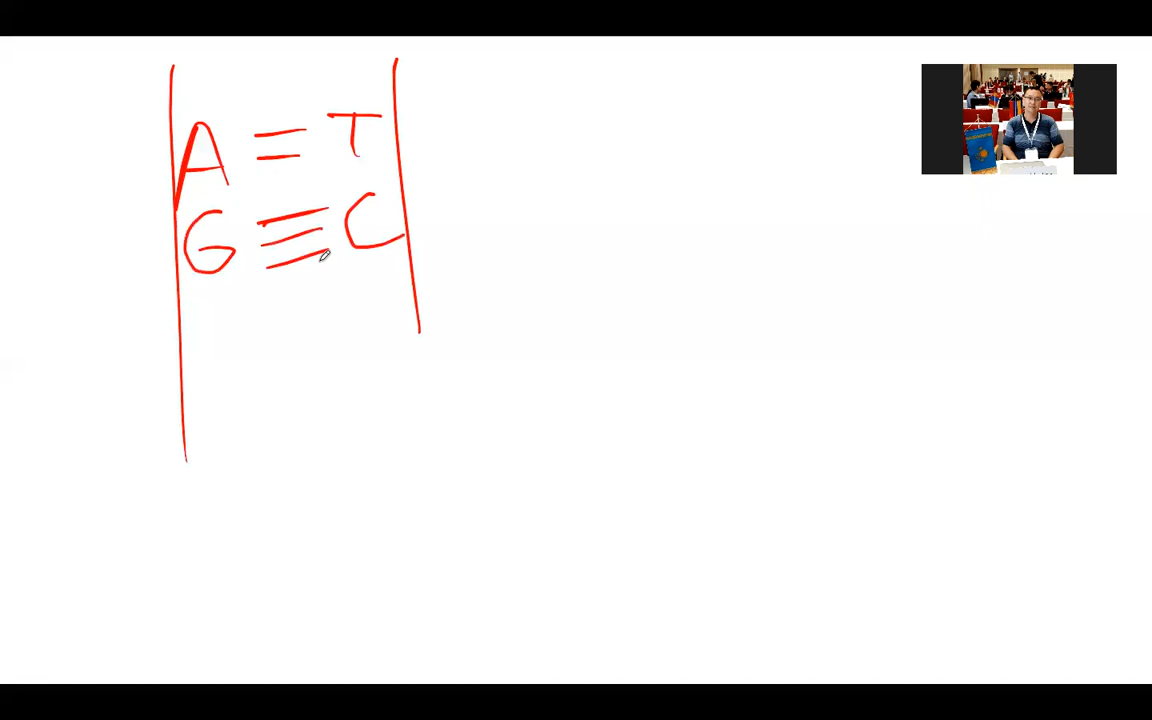 A = T
G ≡ C